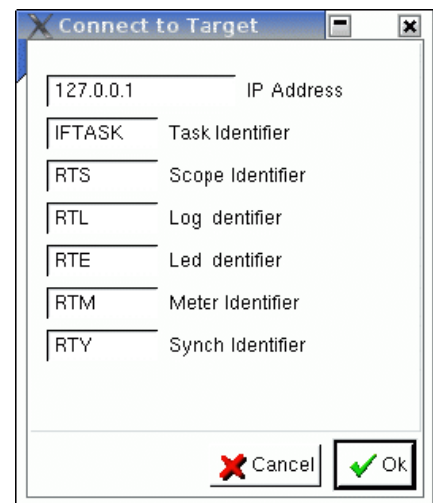 Connect to Target
127.0.0.1 IP Address
IFTASK Task Identifier
RTS Scope Identifier
RTL Log dentifier
RTE Led dentifier
RTM Meter Identifier
RTY Synch Identifier
Cancel Ok